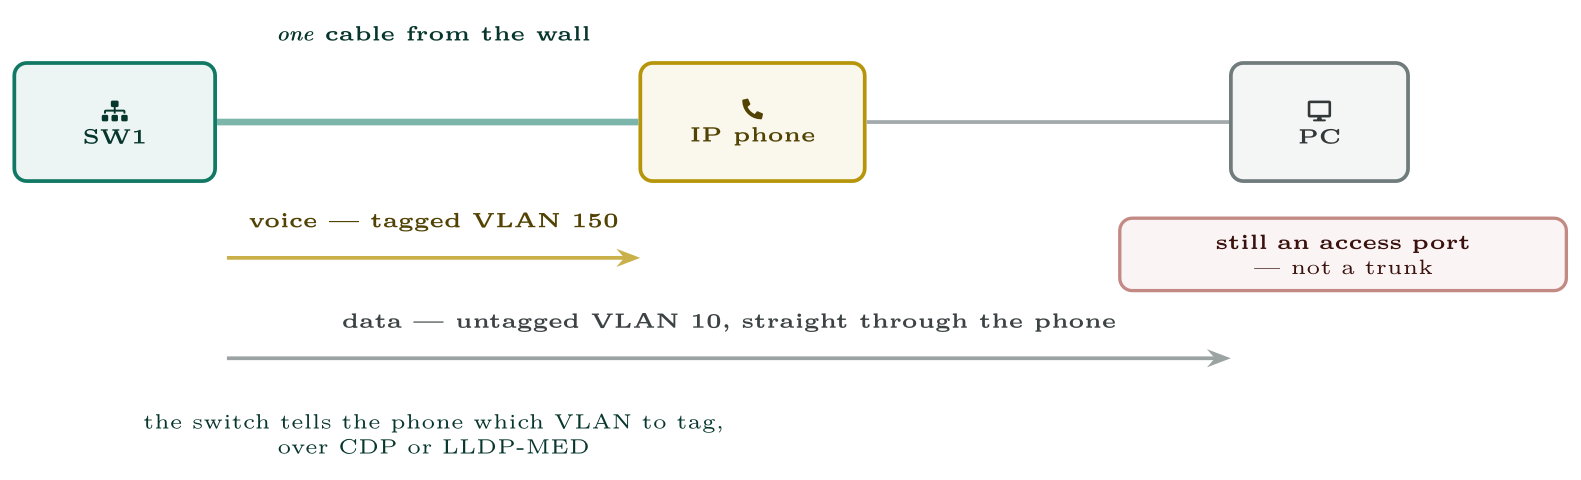 one cable from the wall
SW1
IP phone
PC
voice — tagged VLAN 150
still an access port
— not a trunk
data — untagged VLAN 10, straight through the phone
the switch tells the phone which VLAN to tag,
over CDP or LLDP-MED